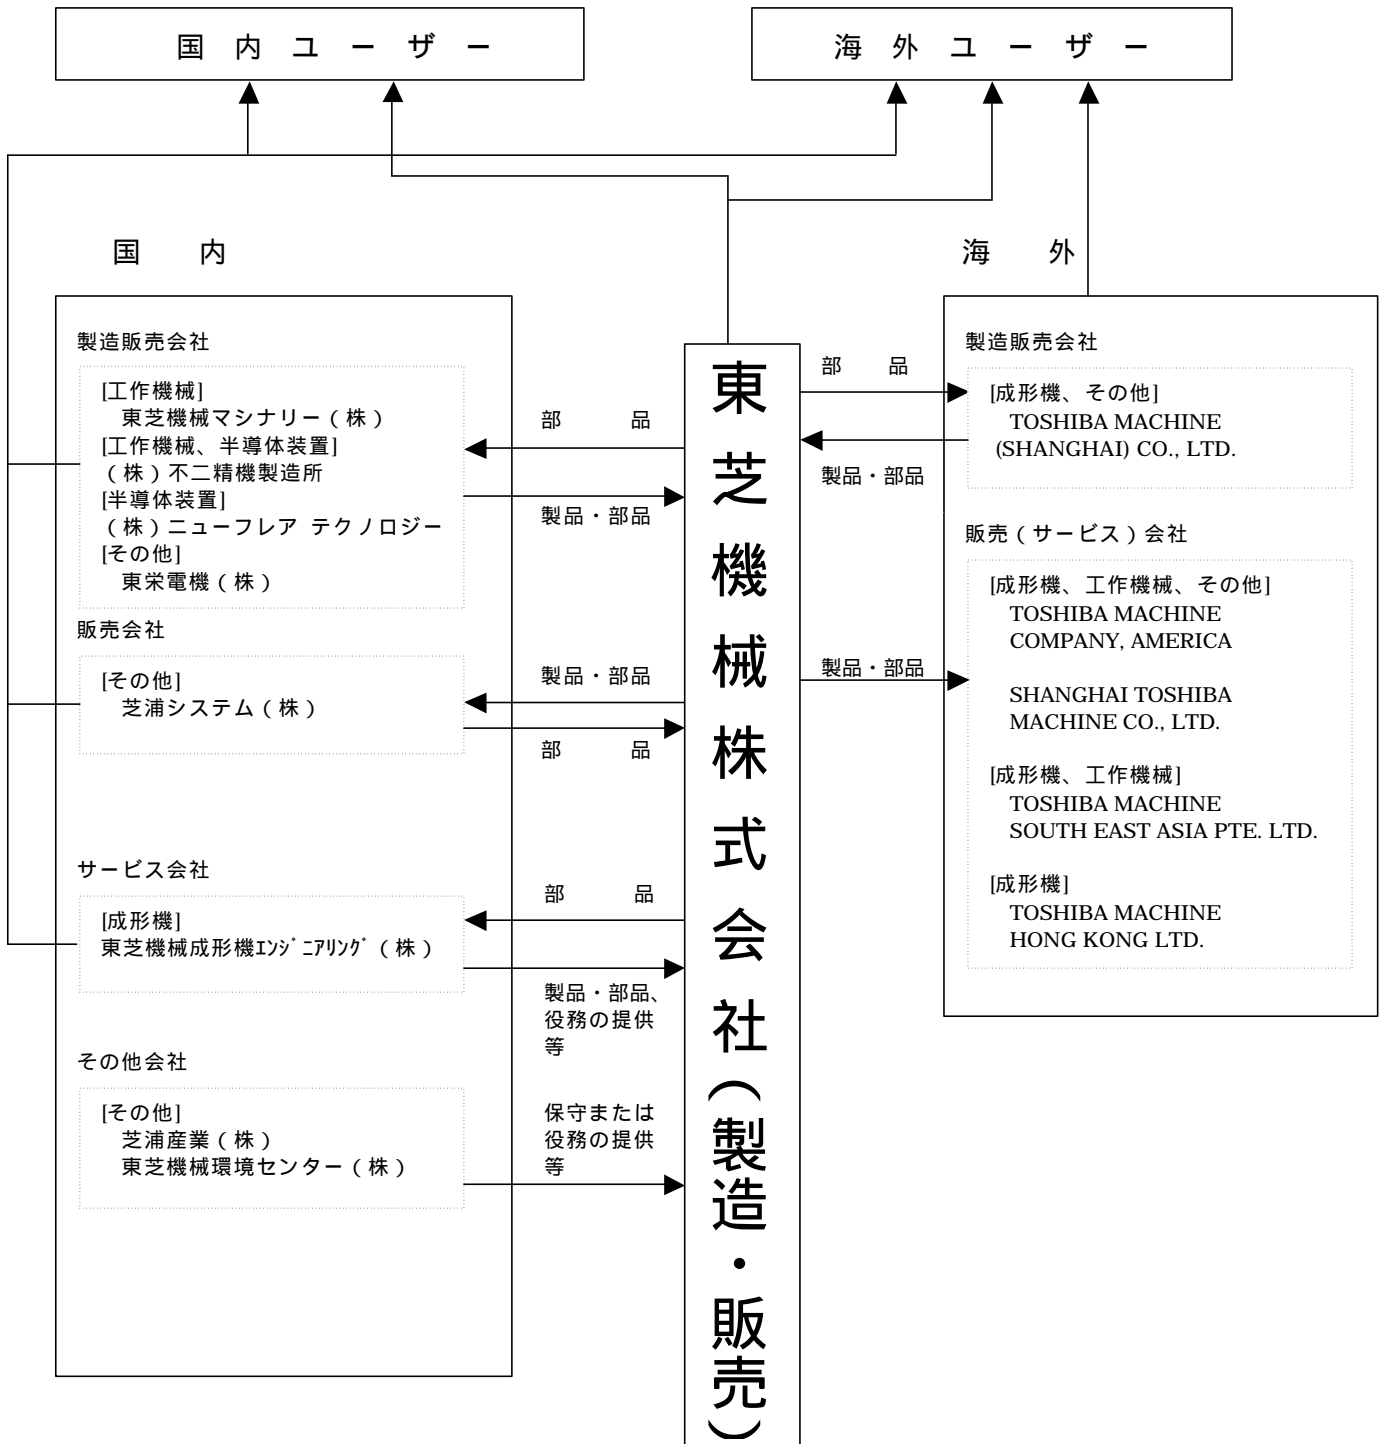 国内ユーザー
海外ユーザー
国内
海外
製造販売会社
[工作機械]
東芝機械マシナリー（株）
[工作機械、半導体装置]
（株）不二精機製造所
[半導体装置]
（株）ニューフレア テクノロジー
[その他]
東栄電機（株）
販売会社
[その他]
芝浦システム（株）
サービス会社
[成形機]
東芝機械成形機ｴﾝｼﾞﾆｱﾘﾝｸﾞ（株）
その他会社
[その他]
芝浦産業（株）
東芝機械環境センター（株）
部品
製品・部品
製品・部品
部品
部品
製品・部品、
役務の提供
等
保守または
役務の提供
等
東芝機械株式会社（製造・販売）
部品
製品・部品
製品・部品
製造販売会社
[成形機、その他]
TOSHIBA MACHINE
(SHANGHAI) CO., LTD.
販売（サービス）会社
[成形機、工作機械、その他]
TOSHIBA MACHINE
COMPANY, AMERICA
SHANGHAI TOSHIBA
MACHINE CO., LTD.
[成形機、工作機械]
TOSHIBA MACHINE
SOUTH EAST ASIA PTE. LTD.
[成形機]
TOSHIBA MACHINE
HONG KONG LTD.